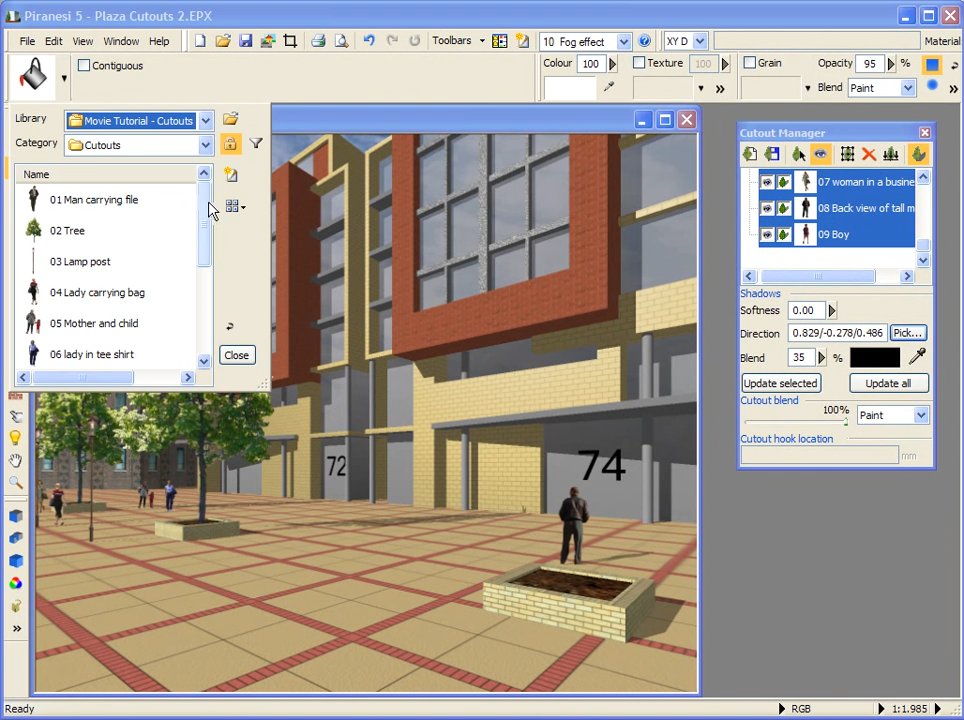 Piranesi 5 - Plaza Cutouts 2.EPX
File Edit View Window Help Toolbars 10 Fog effect XY D Material
Contiguous Colour 100 Texture 100 Grain Opacity 95 %
Blend Paint
Library Movie Tutorial - Cutouts
Category Cutouts
Name
01 Man carrying file
02 Tree
03 Lamp post
04 Lady carrying bag
05 Mother and child
06 lady in tee shirt
Close
72
74
Cutout Manager
07 woman in a busine
08 Back view of tall m
09 Boy
Shadows
Softness 0.00
Direction 0.829/-0.278/0.486 Pick...
Blend 35 %
Update selected Update all
Cutout blend
100% Paint
Cutout hook location
mm
Ready RGB 1:1.985